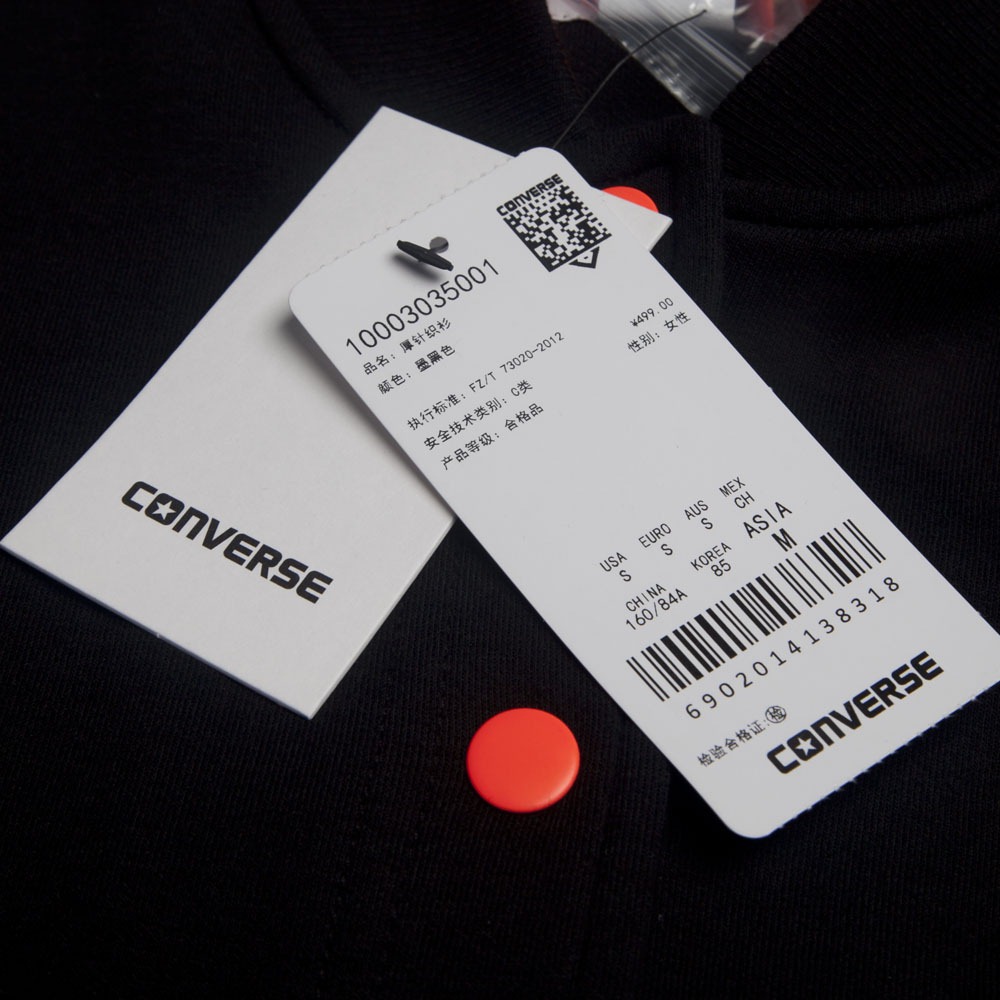 CONVERSE
CONVERSE
10003035001
品名: 厚针织衫
颜色: 墨黑色
¥499.00
性别: 女性
执行标准: FZ/T 73020-2012
安全技术类别: C类
产品等级: 合格品
USA EURO AUS MEX
S S S CH
CHINA KOREA ASIA
160/84A 85 M
6902014138318
检验合格证:检
CONVERSE